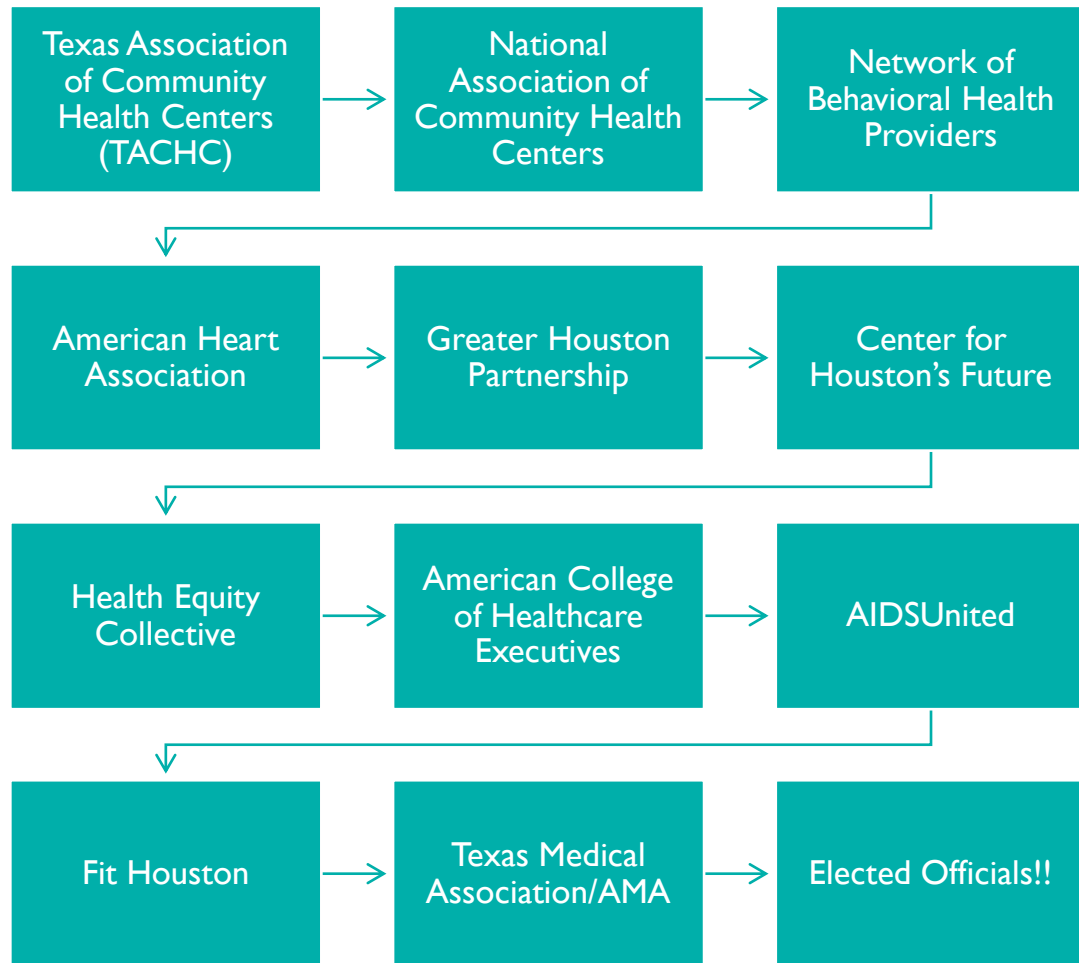 Texas Association
of Community
Health Centers
(TACHC)
National
Association of
Community Health
Centers
Network of
Behavioral Health
Providers
American Heart
Association
Greater Houston
Partnership
Center for
Houston’s Future
Health Equity
Collective
American College
of Healthcare
Executives
AIDSUnited
Fit Houston
Texas Medical
Association/AMA
Elected Officials!!